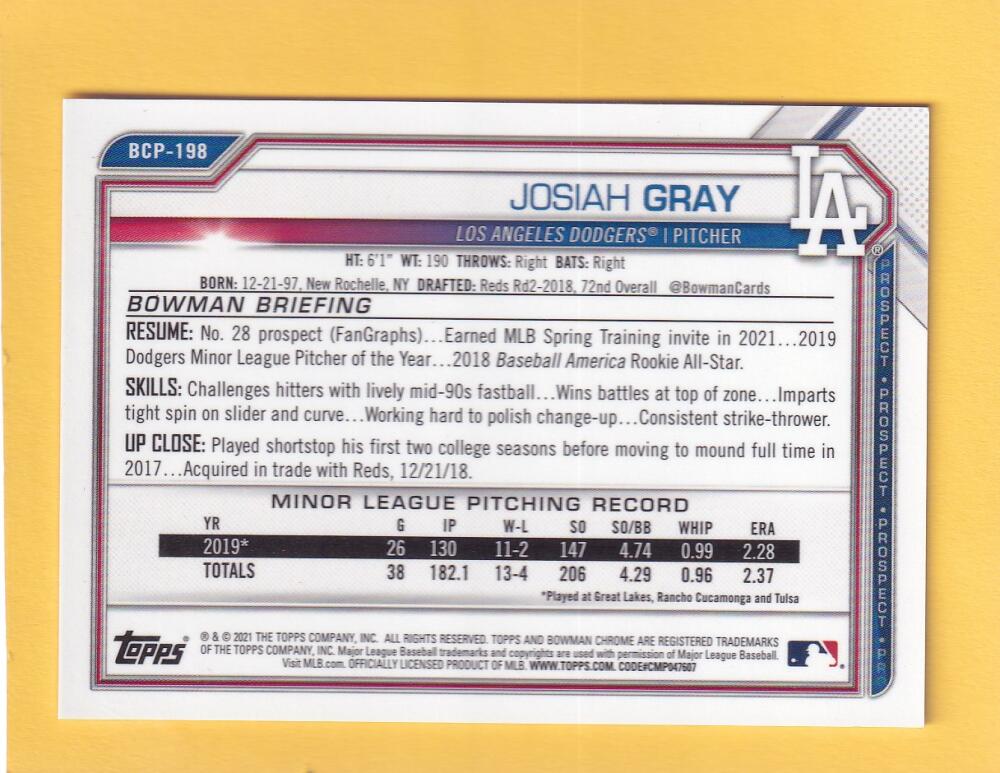 BCP-198
JOSIAH GRAY
LA
LOS ANGELES DODGERS® | PITCHER
®
HT: 6'1" WT: 190 THROWS: Right BATS: Right
BORN: 12-21-97, New Rochelle, NY DRAFTED: Reds Rd2-2018, 72nd Overall @BowmanCards
BOWMAN BRIEFING
RESUME: No. 28 prospect (FanGraphs)...Earned MLB Spring Training invite in 2021...2019
Dodgers Minor League Pitcher of the Year...2018 Baseball America Rookie All-Star.
SKILLS: Challenges hitters with lively mid-90s fastball...Wins battles at top of zone...Imparts
tight spin on slider and curve...Working hard to polish change-up...Consistent strike-thrower.
UP CLOSE: Played shortstop his first two college seasons before moving to mound full time in
2017...Acquired in trade with Reds, 12/21/18.
MINOR LEAGUE PITCHING RECORD
YR G IP W-L SO SO/BB WHIP ERA
2019* 26 130 11-2 147 4.74 0.99 2.28
TOTALS 38 182.1 13-4 206 4.29 0.96 2.37
*Played at Great Lakes, Rancho Cucamonga and Tulsa
PROSPECT • PROSPECT • PROSPECT • PR
Topps®
® & © 2021 THE TOPPS COMPANY, INC. ALL RIGHTS RESERVED. TOPPS AND BOWMAN CHROME ARE REGISTERED TRADEMARKS
OF THE TOPPS COMPANY, INC. Major League Baseball trademarks and copyrights are used with permission of Major League Baseball.
Visit MLB.com. OFFICIALLY LICENSED PRODUCT OF MLB. WWW.TOPPS.COM. CODE#CMP047607